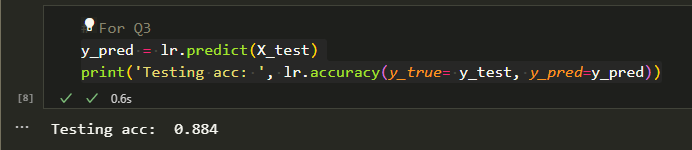 #For Q3
y_pred = lr.predict(X_test)
print('Testing acc: ', lr.accuracy(y_true= y_test, y_pred=y_pred))
[8] 0.6s
... Testing acc:  0.884